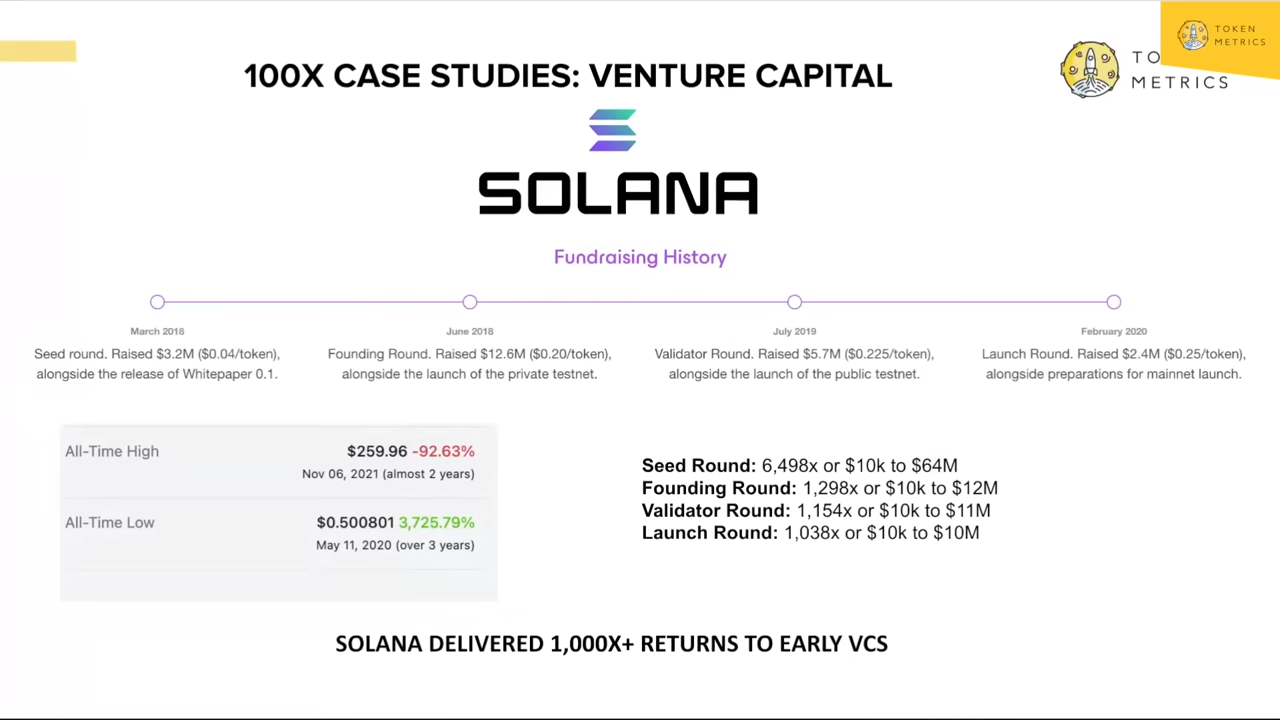 TOKEN
METRICS
TO
METRICS
100X CASE STUDIES: VENTURE CAPITAL
SOLANA
Fundraising History
March 2018
Seed round. Raised $3.2M ($0.04/token),
alongside the release of Whitepaper 0.1.
June 2018
Founding Round. Raised $12.6M ($0.20/token),
alongside the launch of the private testnet.
July 2019
Validator Round. Raised $5.7M ($0.225/token),
alongside the launch of the public testnet.
February 2020
Launch Round. Raised $2.4M ($0.25/token),
alongside preparations for mainnet launch.
All-Time High $259.96 -92.63%
Nov 06, 2021 (almost 2 years)
All-Time Low $0.500801 3,725.79%
May 11, 2020 (over 3 years)
Seed Round: 6,498x or $10k to $64M
Founding Round: 1,298x or $10k to $12M
Validator Round: 1,154x or $10k to $11M
Launch Round: 1,038x or $10k to $10M
SOLANA DELIVERED 1,000X+ RETURNS TO EARLY VCS